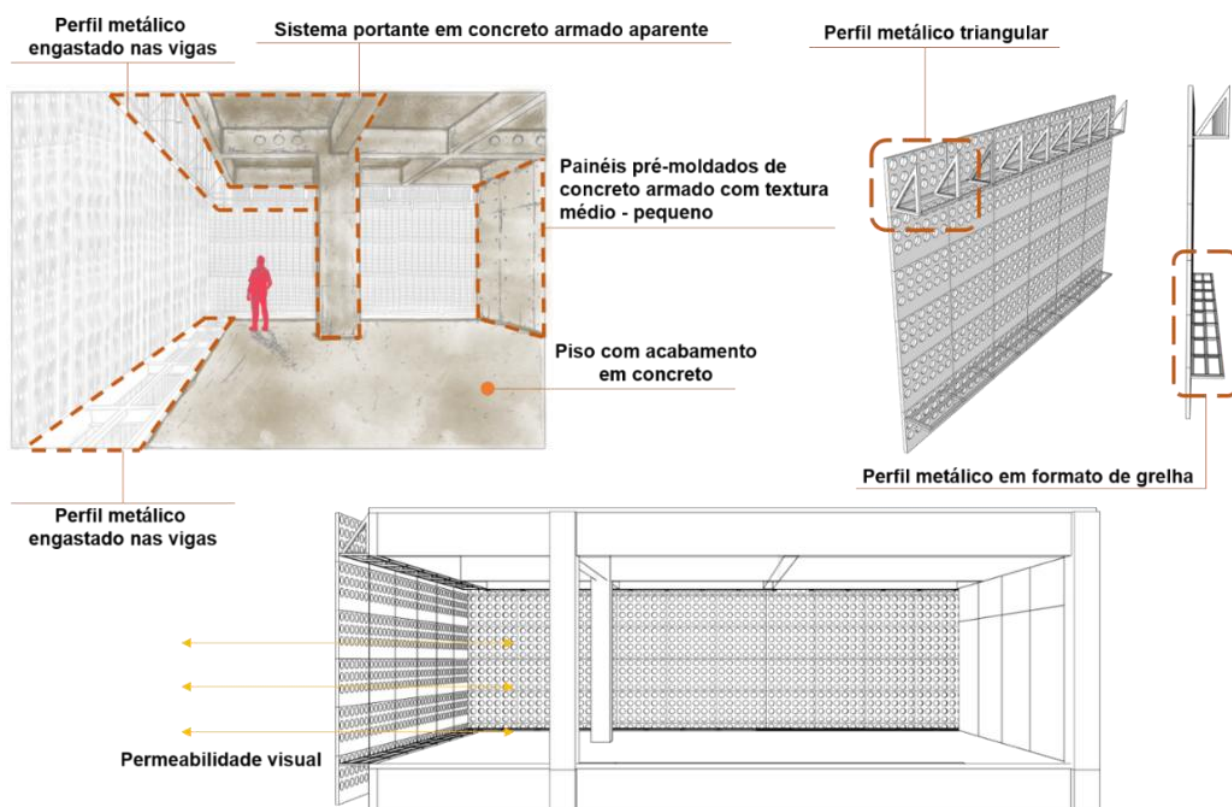 Perfil metálico
engastado nas vigas
Sistema portante em concreto armado aparente
Perfil metálico triangular
Painéis pré-moldados de
concreto armado com textura
médio - pequeno
Piso com acabamento
em concreto
Perfil metálico em formato de grelha
Perfil metálico
engastado nas vigas
Permeabilidade visual